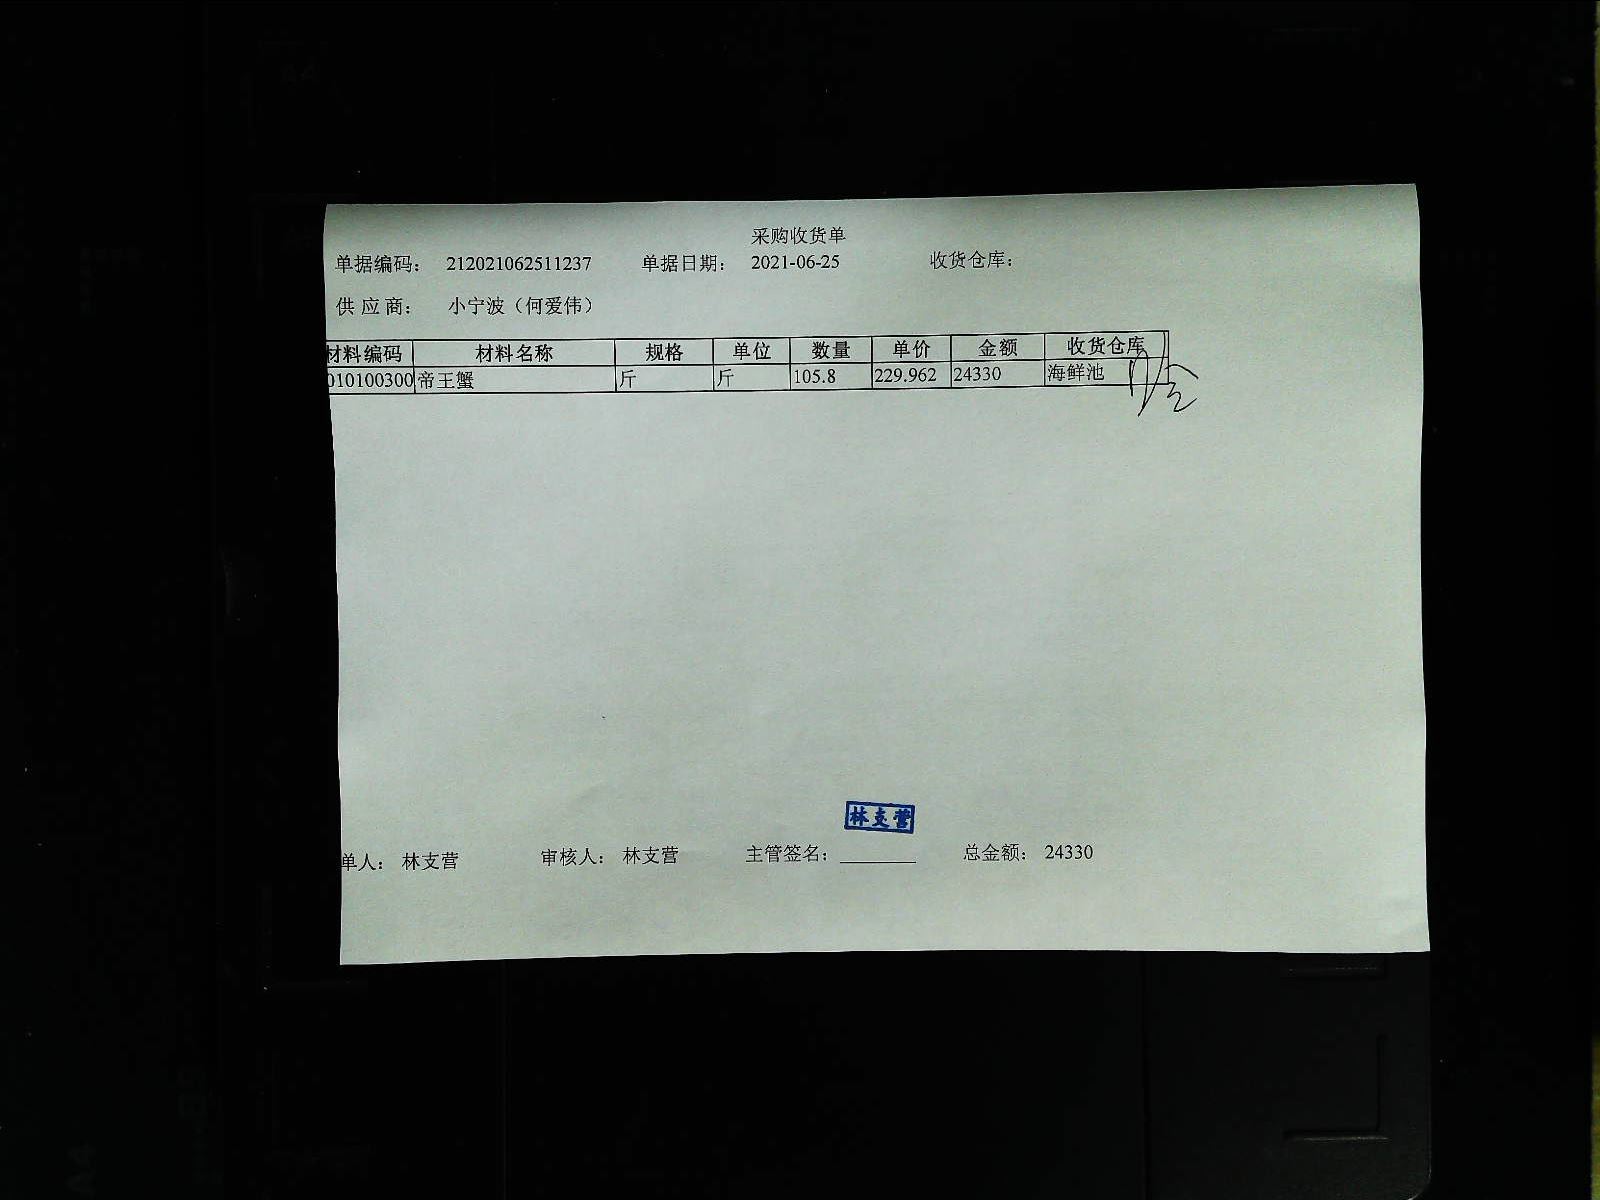 采购收货单
单据编码： 212021062511237 单据日期： 2021-06-25 收货仓库：
供 应 商： 小宁波（何爱伟）
材料编码 材料名称 规格 单位 数量 单价 金额 收货仓库
010100300 帝王蟹 斤 斤 105.8 229.962 24330 海鲜池
林支营
单人： 林支营 审核人： 林支营 主管签名： 总金额： 24330